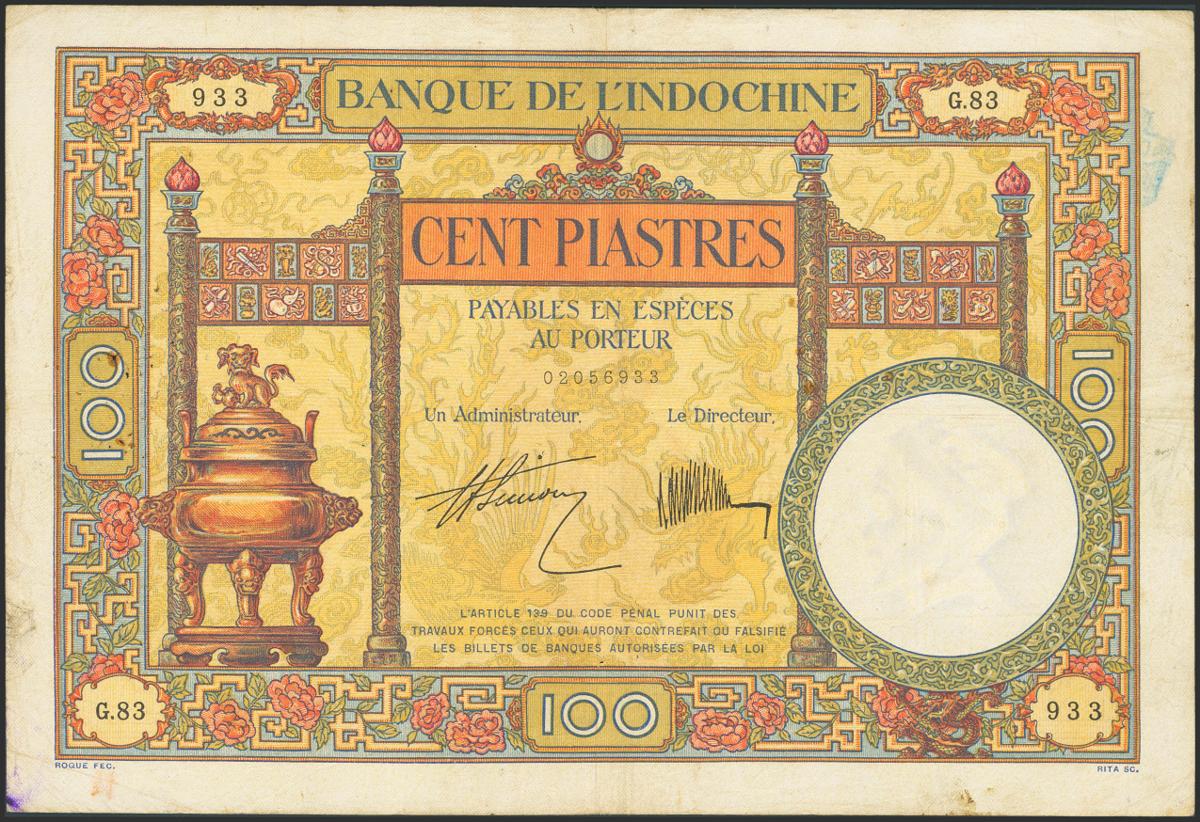 933
BANQUE DE L'INDOCHINE
G.83
CENT PIASTRES
PAYABLES EN ESPÈCES
AU PORTEUR
02056933
Un Administrateur.
Le Directeur.
100
100
L'ARTICLE 139 DU CODE PÉNAL PUNIT DES
TRAVAUX FORCÉS CEUX QUI AURONT CONTREFAIT OU FALSIFIÉ
LES BILLETS DE BANQUES AUTORISÉES PAR LA LOI
G.83
100
933
ROQUE FEC.
RITA SC.